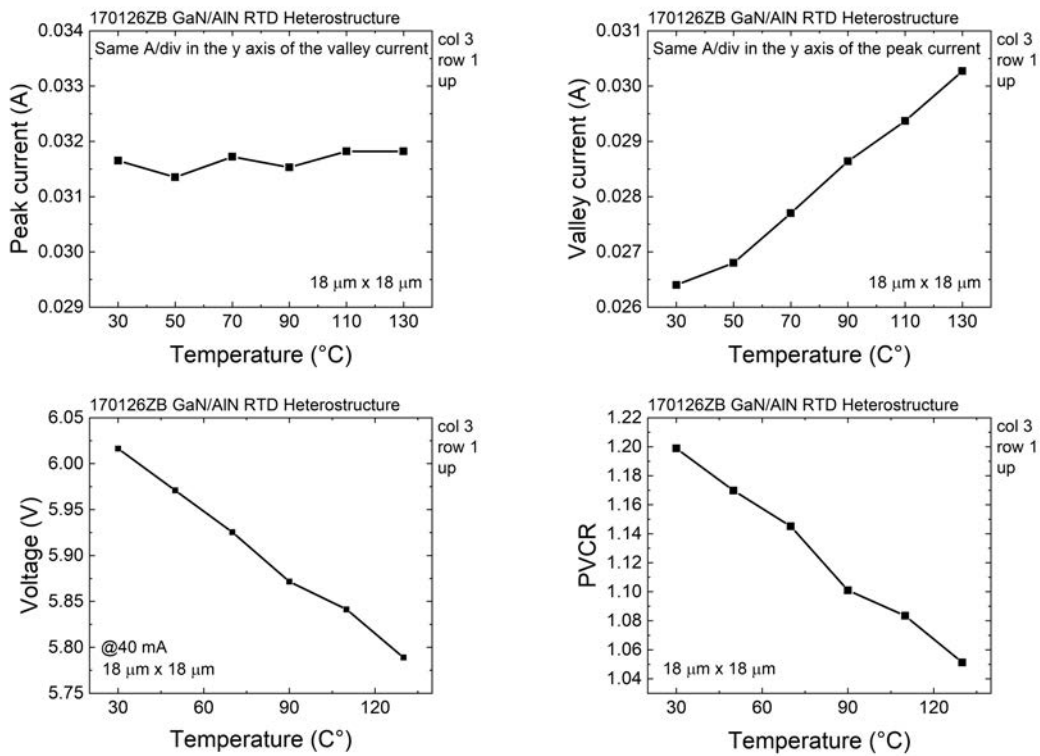 170126ZB GaN/AlN RTD Heterostructure
Same A/div in the y axis of the valley current
col 3
row 1
up
0.034
0.033
0.032
0.031
0.030
0.029
Peak current (A)
18 μm x 18 μm
30 50 70 90 110 130
Temperature (°C)
170126ZB GaN/AlN RTD Heterostructure
Same A/div in the y axis of the peak current
col 3
row 1
up
0.031
0.030
0.029
0.028
0.027
0.026
Valley current (A)
18 μm x 18 μm
30 50 70 90 110 130
Temperature (C°)
170126ZB GaN/AlN RTD Heterostructure
col 3
row 1
up
6.05
6.00
5.95
5.90
5.85
5.80
5.75
Voltage (V)
@40 mA
18 μm x 18 μm
30 60 90 120
Temperature (C°)
170126ZB GaN/AlN RTD Heterostructure
col 3
row 1
up
1.22
1.20
1.18
1.16
1.14
1.12
1.10
1.08
1.06
1.04
PVCR
18 μm x 18 μm
30 60 90 120
Temperature (C°)